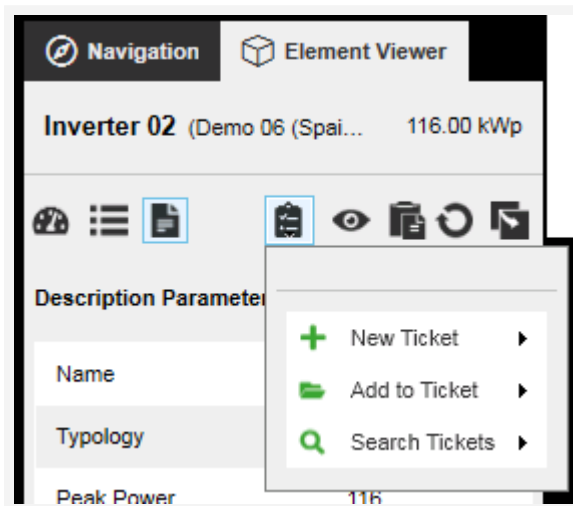 Navigation
Element Viewer
Inverter 02 (Demo 06 (Spai... 116.00 kWp
Description Parameter
New Ticket
Name
Add to Ticket
Typology
Search Tickets
Peak Power 116